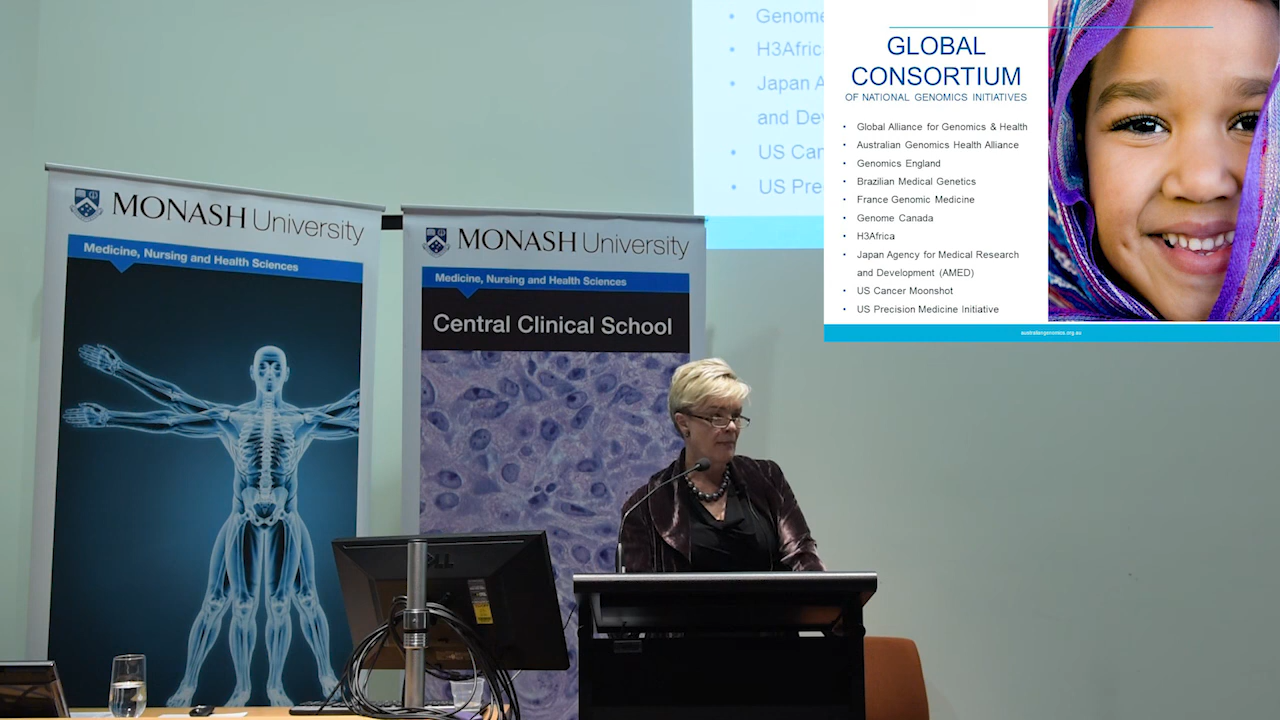 MONASH University
Medicine, Nursing and Health Sciences
MONASH University
Medicine, Nursing and Health Sciences
Central Clinical School
DELL
• Genome
• H3Afric
• Japan A
and Dev
• US Can
• US Pre
GLOBAL
CONSORTIUM
OF NATIONAL GENOMICS INITIATIVES
• Global Alliance for Genomics & Health
• Australian Genomics Health Alliance
• Genomics England
• Brazilian Medical Genetics
• France Genomic Medicine
• Genome Canada
• H3Africa
• Japan Agency for Medical Research
and Development (AMED)
• US Cancer Moonshot
• US Precision Medicine Initiative
australiangenomics.org.au